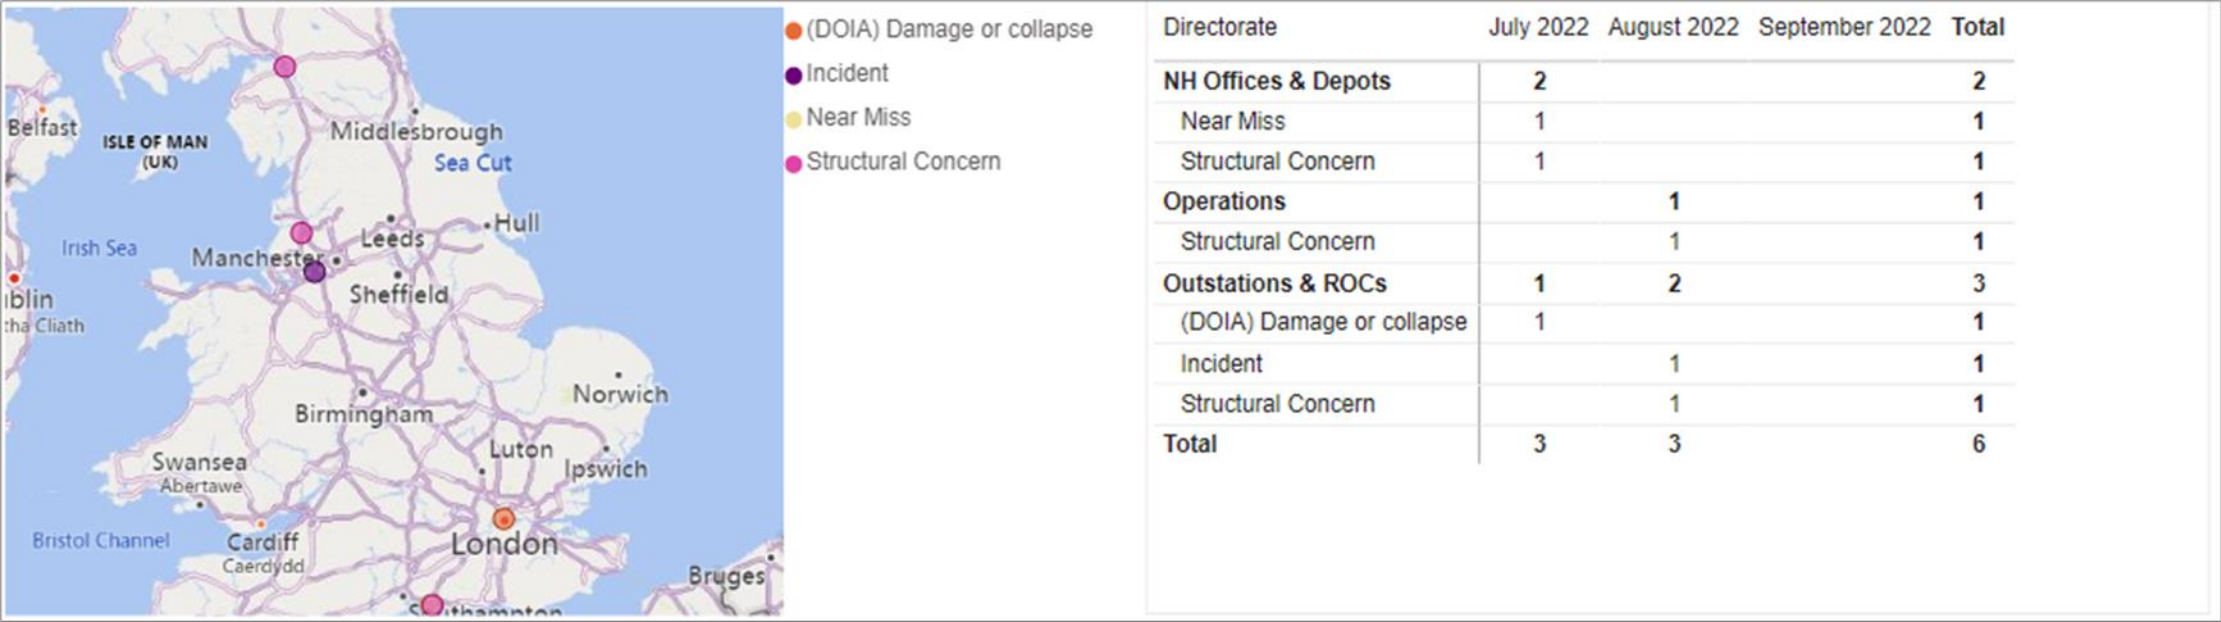 Belfast
ISLE OF MAN
(UK)
Middlesbrough
Sea Cut
Irish Sea
Leeds
Hull
Manchester
Sheffield
blin
tha Cliath
Norwich
Birmingham
Luton
Ipswich
Swansea
Abertawe
Bristol Channel
Cardiff
Caerdydd
London
Bruges
Southampton
(DOIA) Damage or collapse
Incident
Near Miss
Structural Concern
Directorate July 2022 August 2022 September 2022 Total
NH Offices & Depots 2 2
Near Miss 1 1
Structural Concern 1 1
Operations 1 1
Structural Concern 1 1
Outstations & ROCs 1 2 3
(DOIA) Damage or collapse 1 1
Incident 1 1
Structural Concern 1 1
Total 3 3 6